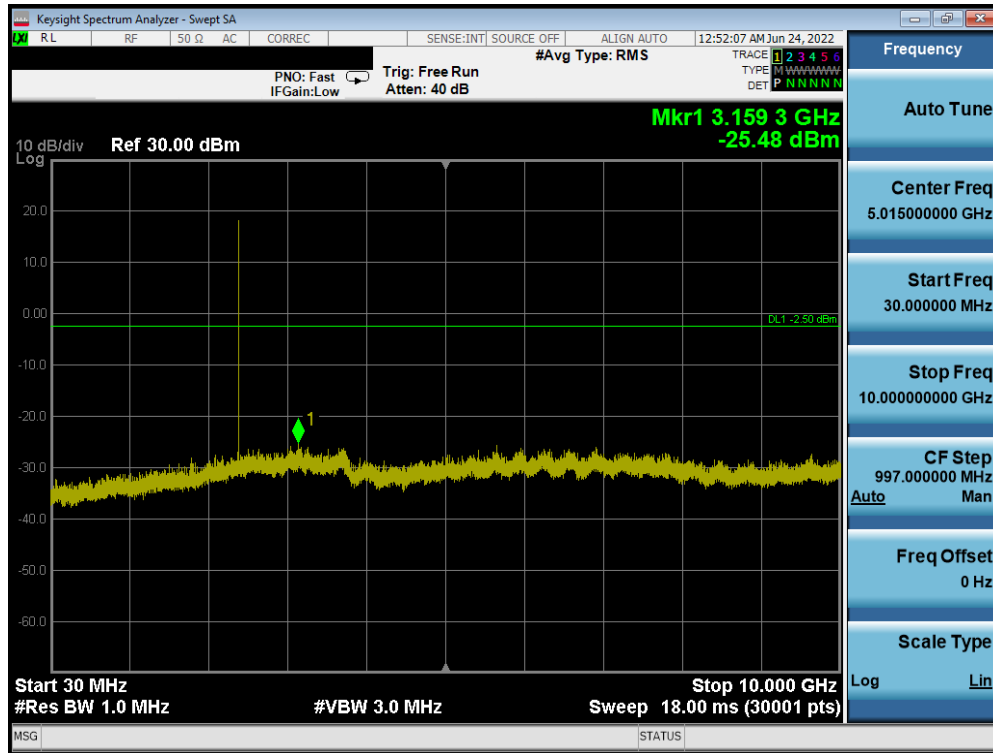 Keysight Spectrum Analyzer - Swept SA
LXI RL RF 50 Ω AC CORREC SENSE:INT SOURCE OFF ALIGN AUTO 12:52:07 AM Jun 24, 2022
#Avg Type: RMS
TRACE 1 2 3 4 5 6
PNO: Fast Trig: Free Run
TYPE M WWWWW
IFGain:Low Atten: 40 dB
DET P N N N N N
Mkr1 3.159 3 GHz
-25.48 dBm
10 dB/div Ref 30.00 dBm
Log
20.0
10.0
0.00
DL1 -2.50 dBm
-10.0
-20.0
1
-30.0
-40.0
-50.0
-60.0
Start 30 MHz Stop 10.000 GHz
#Res BW 1.0 MHz #VBW 3.0 MHz Sweep 18.00 ms (30001 pts)
MSG STATUS
Frequency
Auto Tune
Center Freq
5.015000000 GHz
Start Freq
30.000000 MHz
Stop Freq
10.000000000 GHz
CF Step
997.000000 MHz
Auto Man
Freq Offset
0 Hz
Scale Type
Log Lin